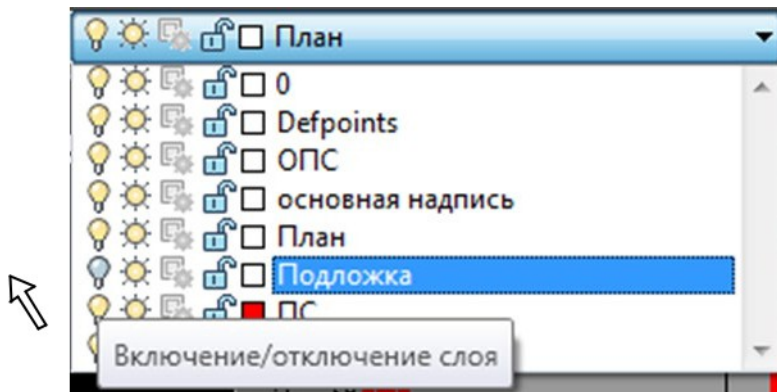 План
0
Defpoints
ОПС
основная надпись
План
Подложка
ПС
Включение/отключение слоя